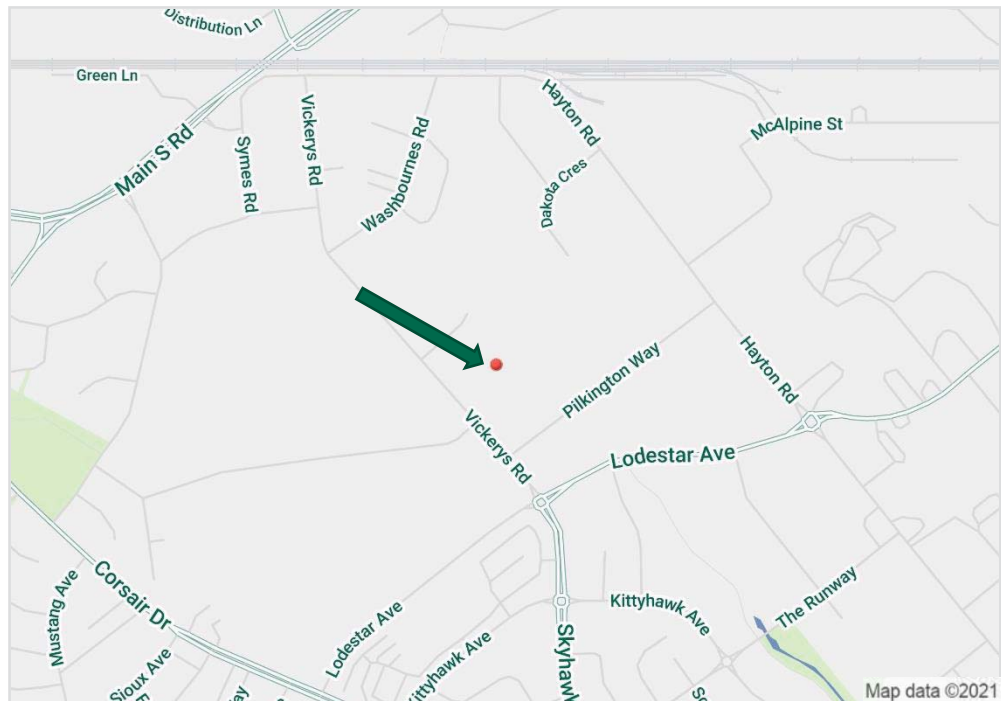 Distribution Ln
Green Ln
Main S Rd
Symes Rd
Vickerys Rd
Washbournes Rd
Hayton Rd
Dakota Cres
McAlpine St
Pilkington Way
Hayton Rd
Vickerys Rd
Lodestar Ave
Corsair Dr
Mustang Ave
Sioux Ave
Lodestar Ave
Kittyhawk Ave
Kittyhawk Ave
The Runway
Skyhawk
Map data ©2021